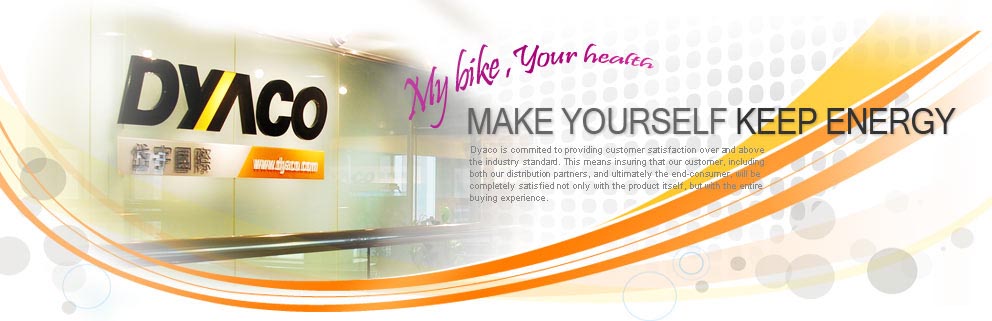 DYACO
岱宇國際
www.dyaco.com
My bike, Your health
MAKE YOURSELF KEEP ENERGY
Dyaco is commited to providing customer satisfaction over and above
the industry standard. This means insuring that our customer, including
both our distribution partners, and ultimately the end-consumer, will be
completely satisfied not only with the product itself, but with the entire
buying experience.